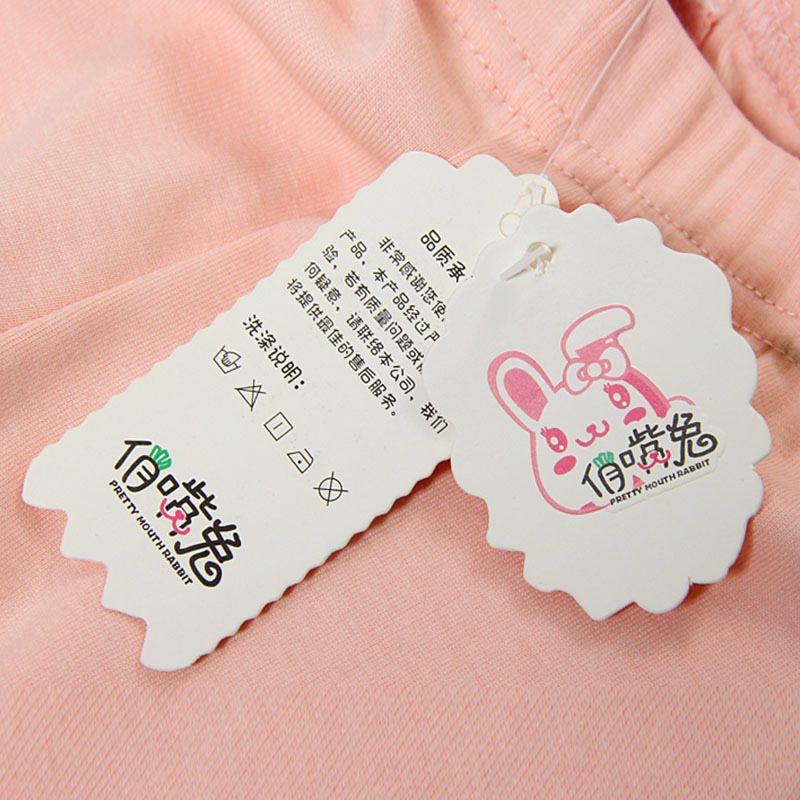 品质承
非常感谢您使
产品、本产品经过严
验、若有质量问题或
何疑意、请联络本公司，我们
将提供最佳的售后服务。
洗涤说明：
俏嘴兔
PRETTY MOUTH RABBIT
俏嘴兔
PRETTY MOUTH RABBIT